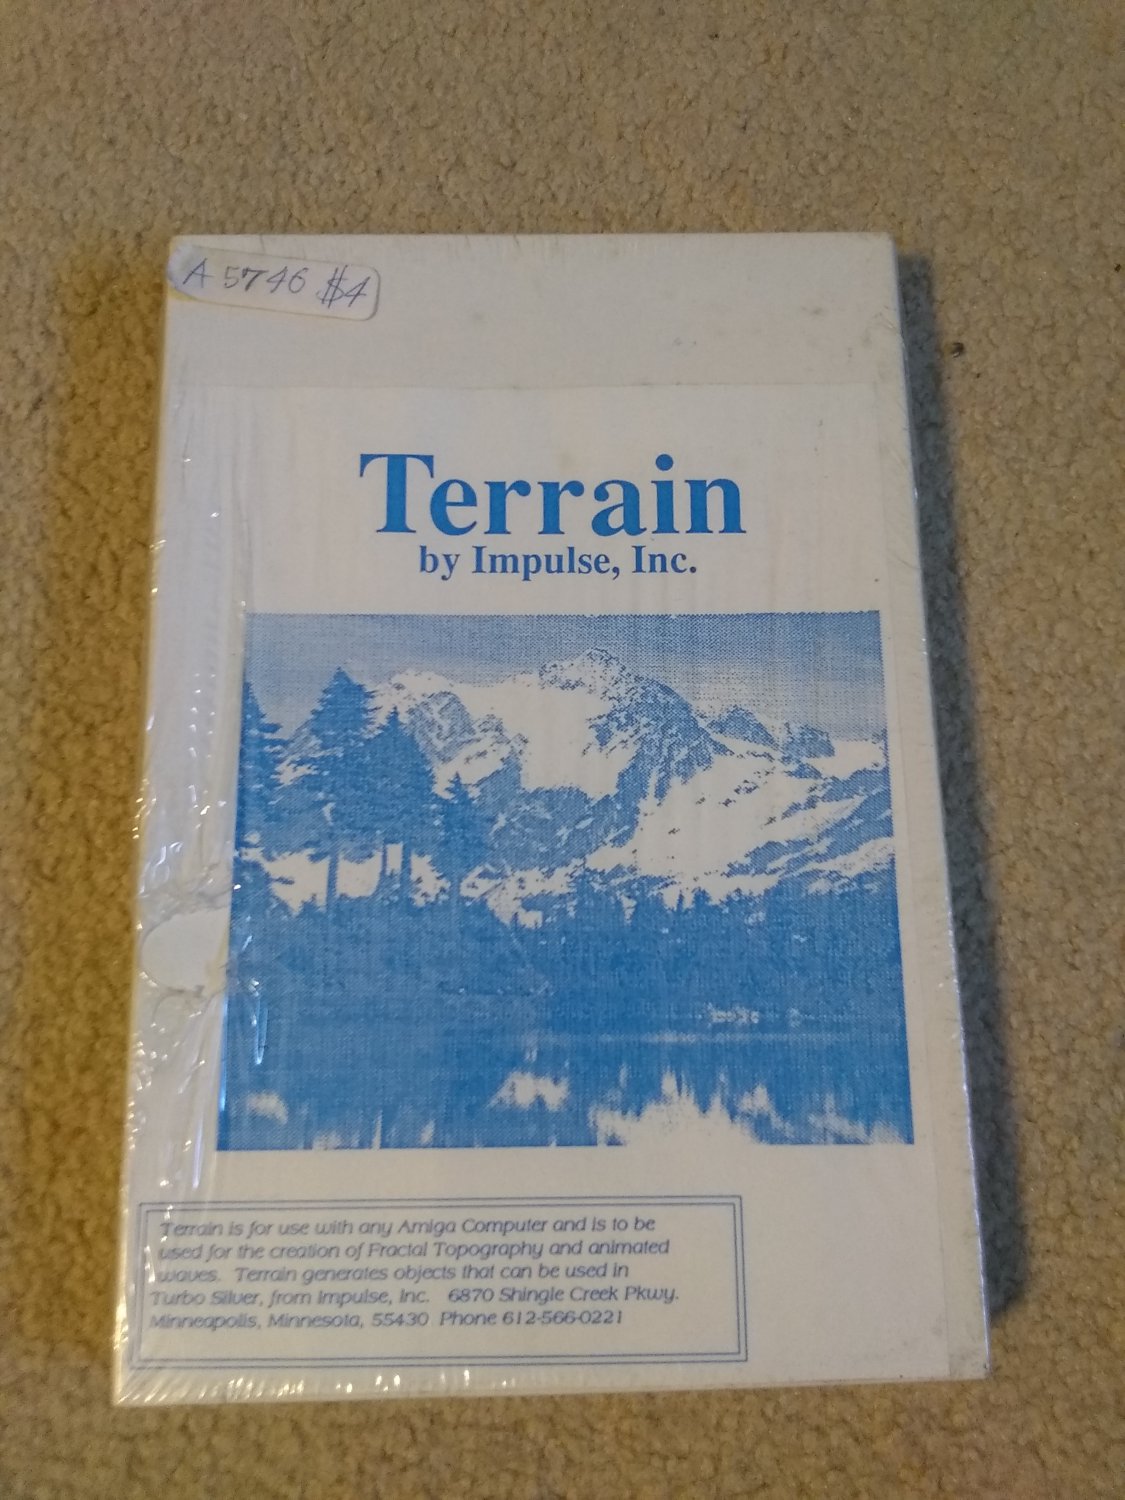 A 5746 $4
Terrain
by Impulse, Inc.
Terrain is for use with any Amiga Computer and is to be
used for the creation of Fractal Topography and animated
waves. Terrain generates objects that can be used in
Turbo Silver, from Impulse, Inc. 6870 Shingle Creek Pkwy.
Minneapolis, Minnesota, 55430 Phone 612-566-0221